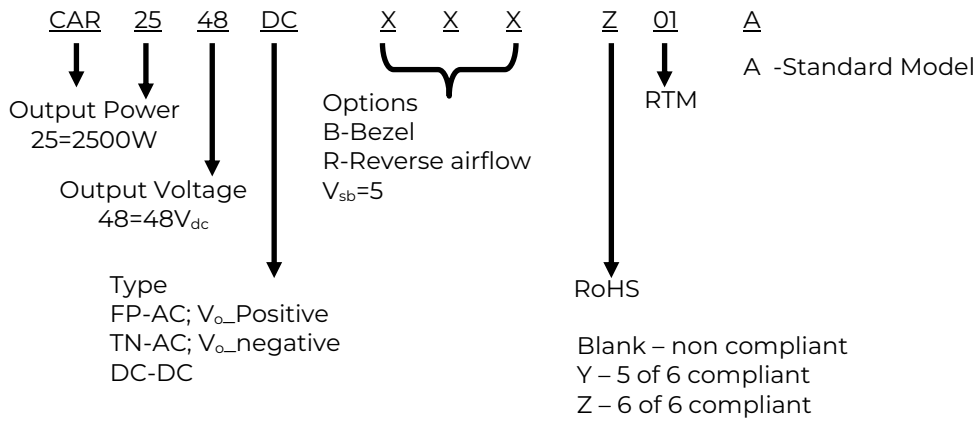 CAR 25 48 DC X X X Z 01 A
A -Standard Model
Output Power
25=2500W
Output Voltage
48=48Vdc
Options
B-Bezel
R-Reverse airflow
Vsb=5
RTM
Type
FP-AC; Vo_Positive
TN-AC; Vo_negative
DC-DC
RoHS
Blank – non compliant
Y – 5 of 6 compliant
Z – 6 of 6 compliant